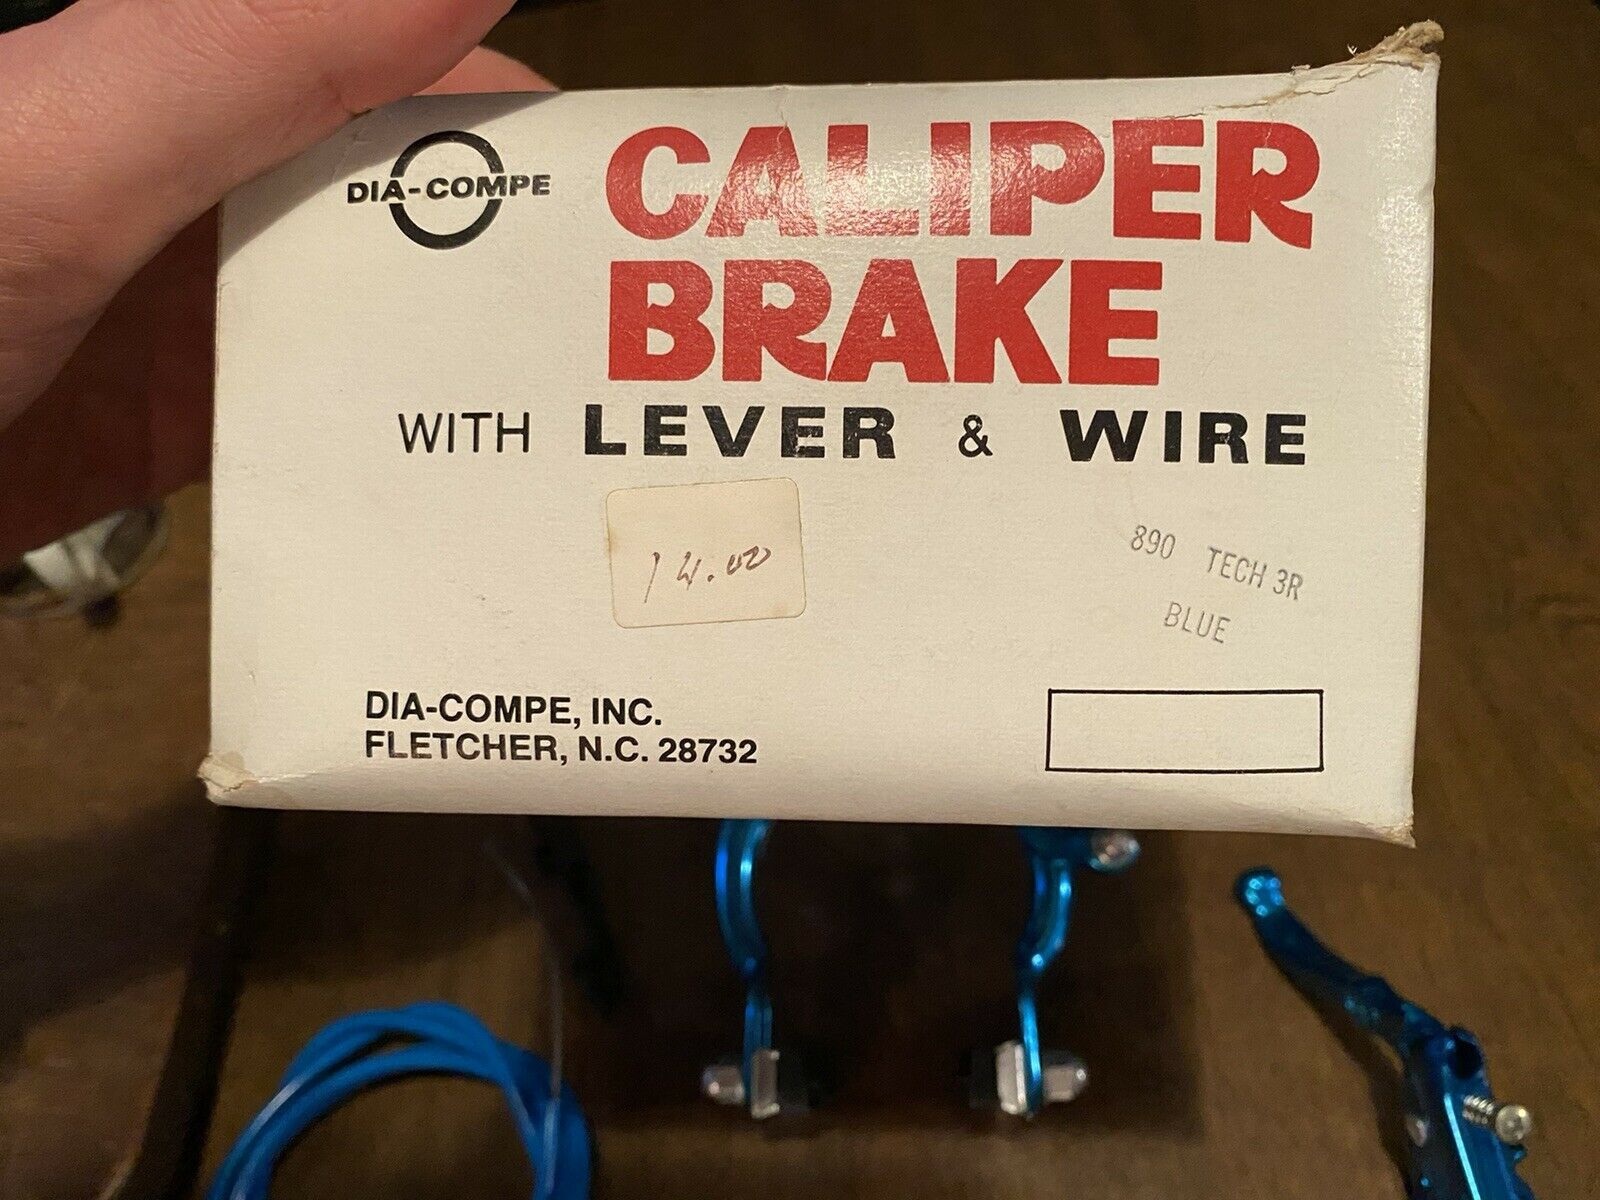 DIA-COMPE
CALIPER
BRAKE
WITH LEVER & WIRE
14.00
890 TECH 3R
BLUE
DIA-COMPE, INC.
FLETCHER, N.C. 28732